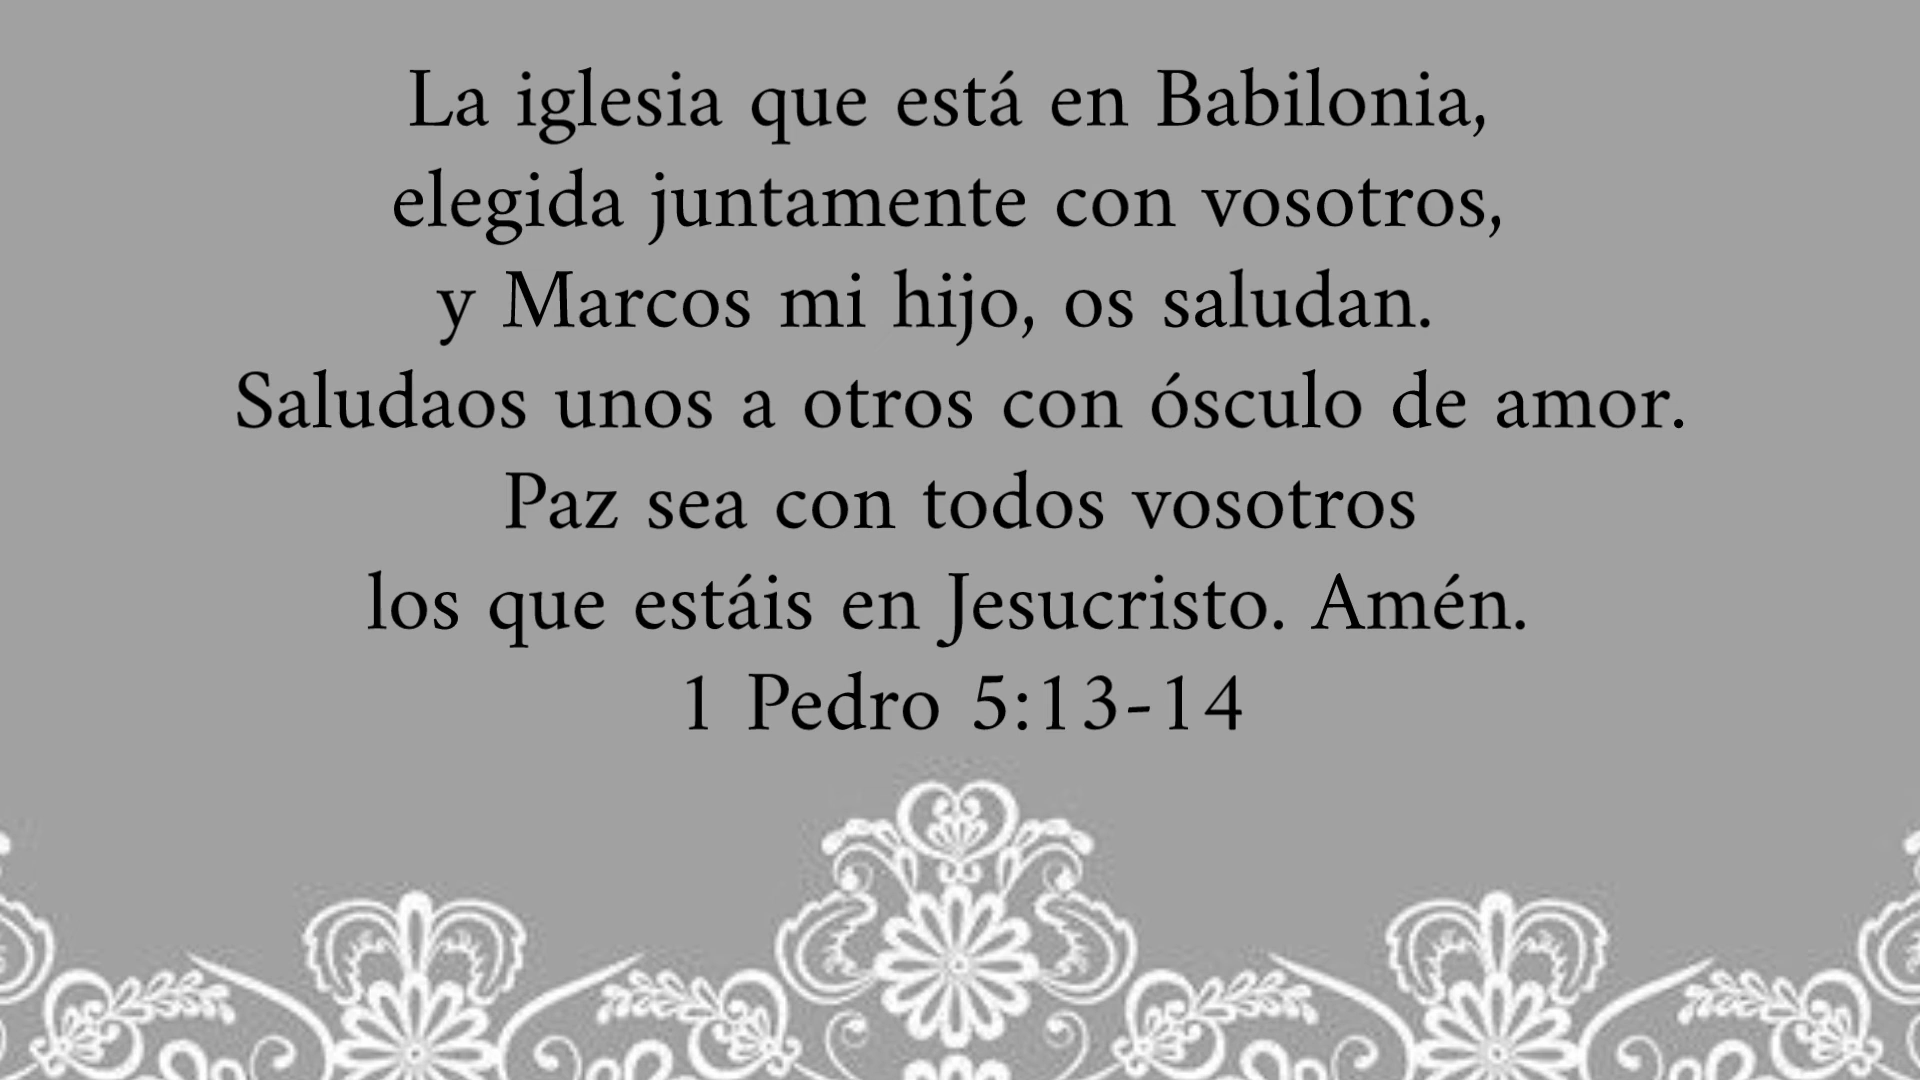 La iglesia que está en Babilonia,
elegida juntamente con vosotros,
y Marcos mi hijo, os saludan.
Saludaos unos a otros con ósculo de amor.
Paz sea con todos vosotros
los que estáis en Jesucristo. Amén.
1 Pedro 5:13-14